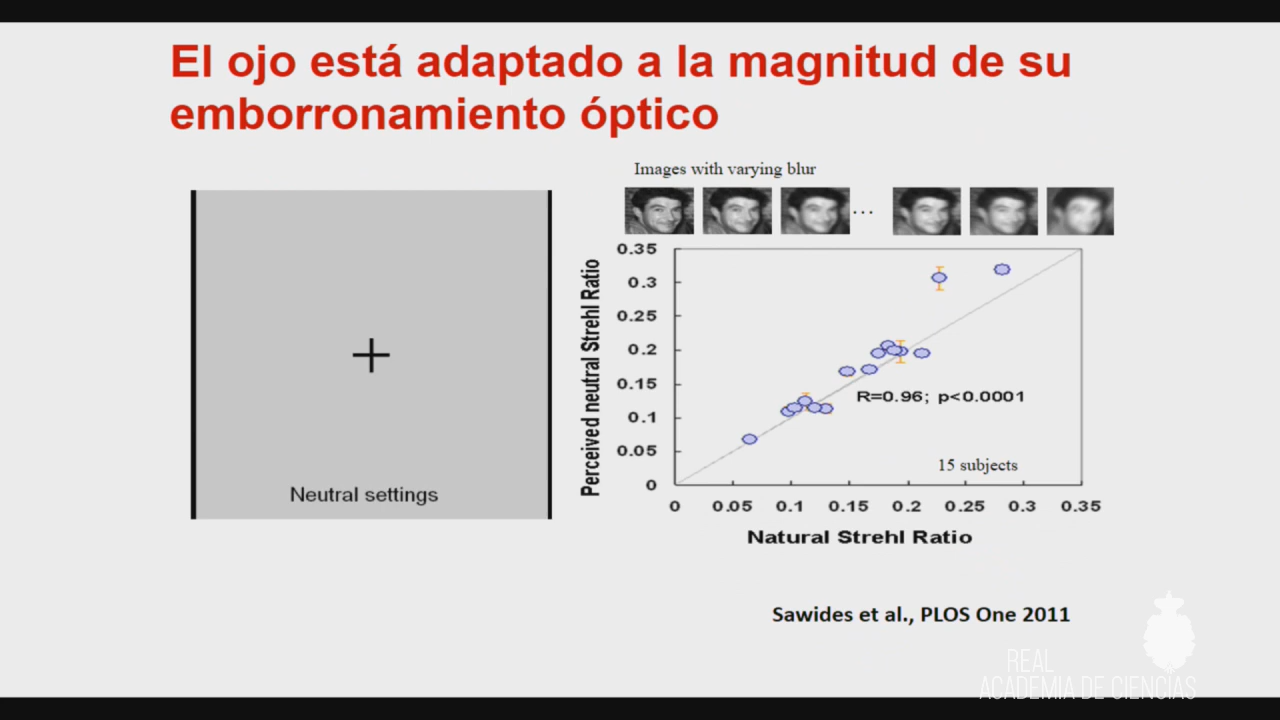 El ojo está adaptado a la magnitud de su
emborronamiento óptico
Images with varying blur
...
Neutral settings
Perceived neutral Strehl Ratio
0.35
0.3
0.25
0.2
0.15
0.1
0.05
0
R=0.96; p<0.0001
15 subjects
0 0.05 0.1 0.15 0.2 0.25 0.3 0.35
Natural Strehl Ratio
Sawides et al., PLOS One 2011
REAL
ACADEMIA DE CIENCIAS